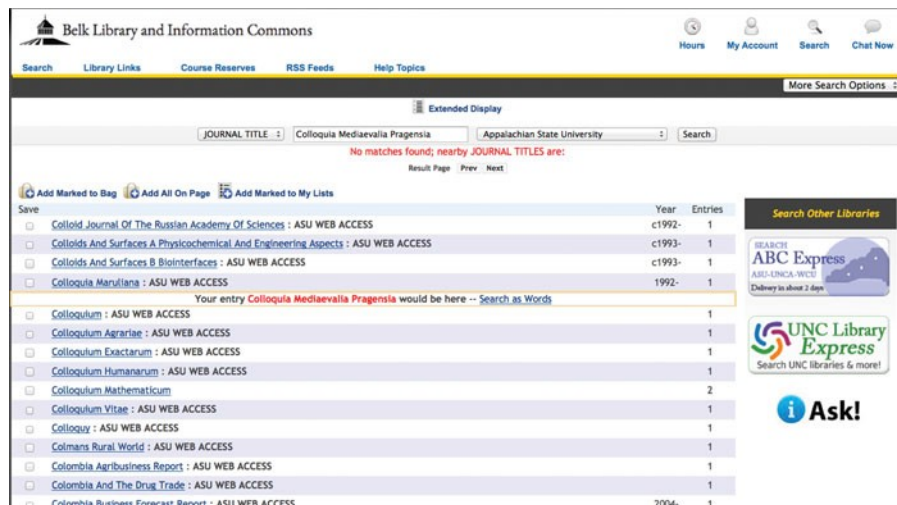 Belk Library and Information Commons
Hours My Account Search Chat Now
Search Library Links Course Reserves RSS Feeds Help Topics
More Search Options
Extended Display
JOURNAL TITLE Colloquia Mediaevalia Pragensia Appalachian State University Search
No matches found; nearby JOURNAL TITLES are:
Result Page Prev Next
Add Marked to Bag Add All On Page Add Marked to My Lists
Save Year Entries
Colloid Journal Of The Russian Academy Of Sciences : ASU WEB ACCESS c1992- 1
Colloids And Surfaces A Physicochemical And Engineering Aspects : ASU WEB ACCESS c1993- 1
Colloids And Surfaces B Biointerfaces : ASU WEB ACCESS c1993- 1
Colloquia Maruliana : ASU WEB ACCESS 1992- 1
Your entry Colloquia Mediaevalia Pragensia would be here -- Search as Words
Colloquium : ASU WEB ACCESS 1
Colloquium Agrariae : ASU WEB ACCESS 1
Colloquium Exactarum : ASU WEB ACCESS 1
Colloquium Humanarum : ASU WEB ACCESS 1
Colloquium Mathematicum 2
Colloquium Vitae : ASU WEB ACCESS 1
Colloquy : ASU WEB ACCESS 1
Colmans Rural World : ASU WEB ACCESS 1
Colombia Agribusiness Report : ASU WEB ACCESS 1
Colombia And The Drug Trade : ASU WEB ACCESS 1
Colombia Business Forecast Report : ASU WEB ACCESS 2004- 1
Search Other Libraries
SEARCH
ABC Express
ASU-UNCA-WCU
Delivery in about 2 days
UNC Library
Express
Search UNC libraries & more!
i Ask!